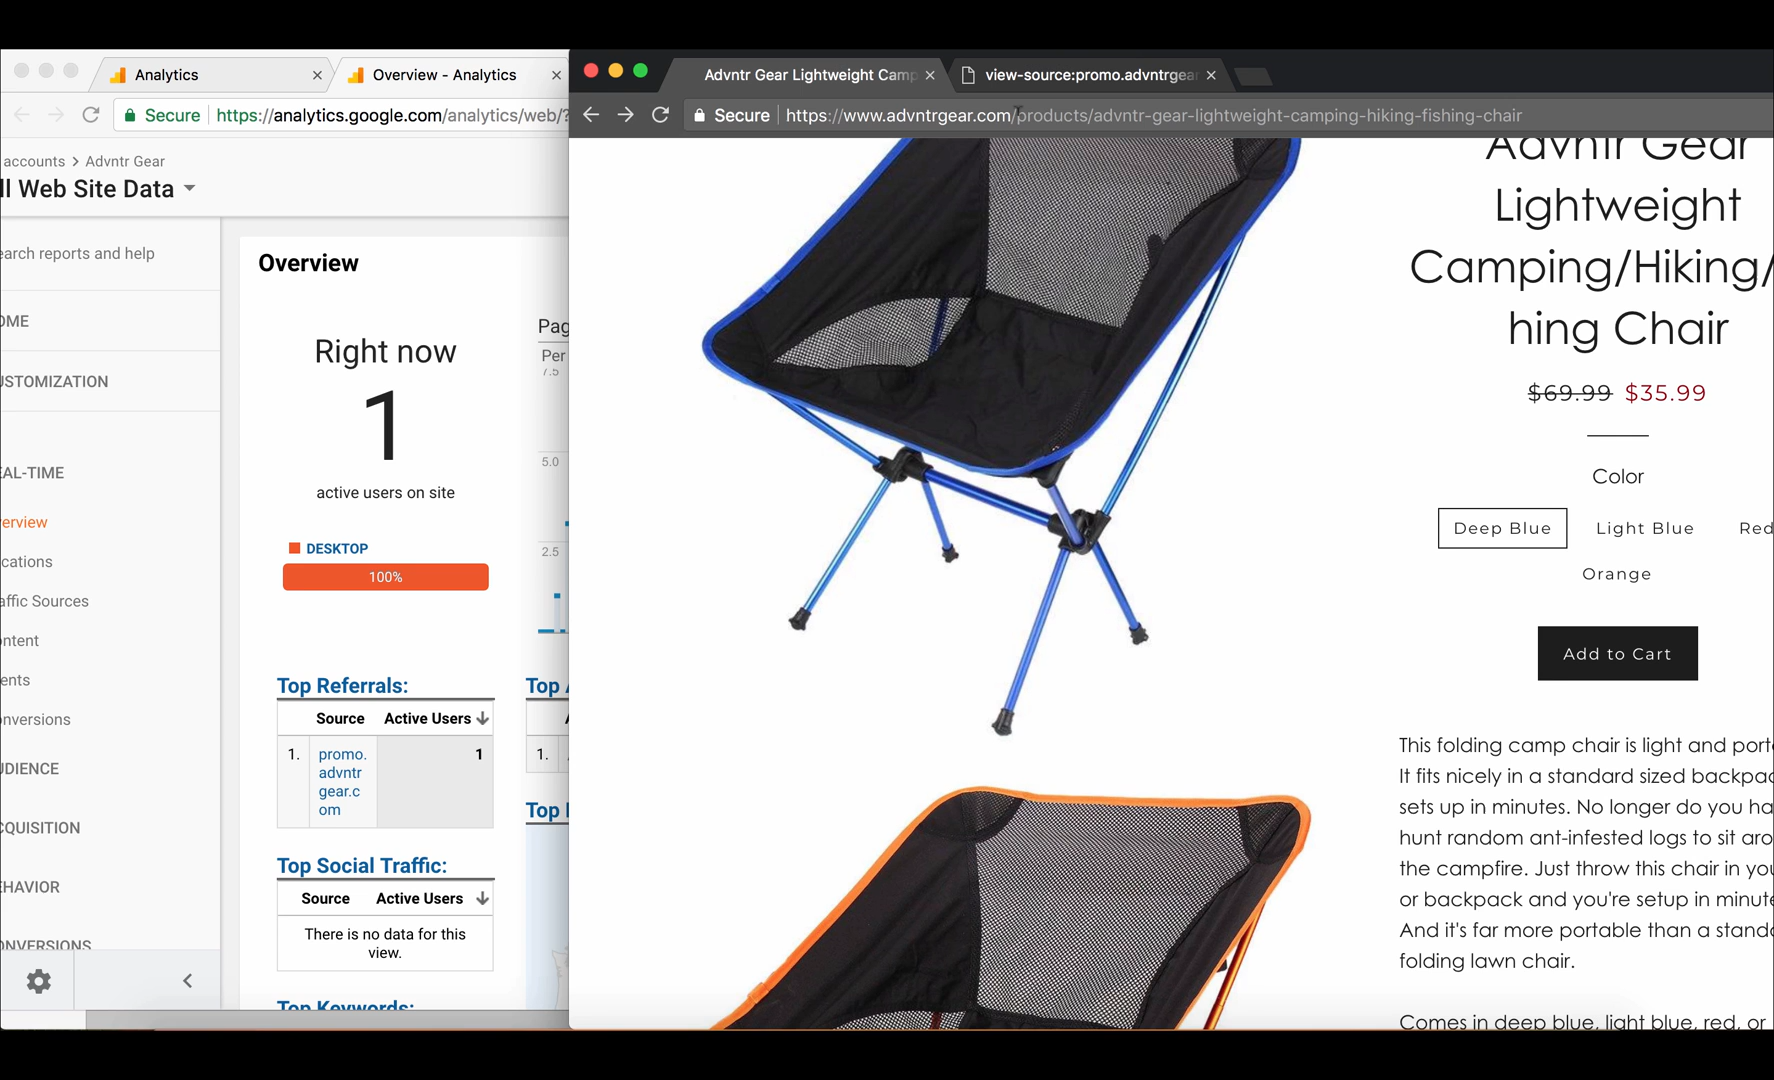 Analytics
Overview - Analytics
Secure
https://analytics.google.com/analytics/web/?
accounts > Advntr Gear
ll Web Site Data
earch reports and help
OME
USTOMIZATION
EAL-TIME
erview
cations
affic Sources
ontent
ents
nversions
UDIENCE
CQUISITION
EHAVIOR
ONVERSIONS
Overview
Right now
1
active users on site
DESKTOP
100%
Pag
Per
7.5
5.0
2.5
Top Referrals:
Source Active Users
1. promo.
advntr
gear.c
om
1
Top Social Traffic:
Source Active Users
There is no data for this
view.
Top Keywords:
Top A
1.
Top
Advntr Gear Lightweight Camp
view-source:promo.advntrgear
Secure
https://www.advntrgear.com/products/advntr-gear-lightweight-camping-hiking-fishing-chair
Advntr Gear
Lightweight
Camping/Hiking/
hing Chair
$69.99 $35.99
Color
Deep Blue Light Blue Red
Orange
Add to Cart
This folding camp chair is light and port
It fits nicely in a standard sized backpac
sets up in minutes. No longer do you ha
hunt random ant-infested logs to sit aro
the campfire. Just throw this chair in you
or backpack and you're setup in minute
And it's far more portable than a stand
folding lawn chair.
Comes in deep blue, light blue, red, or